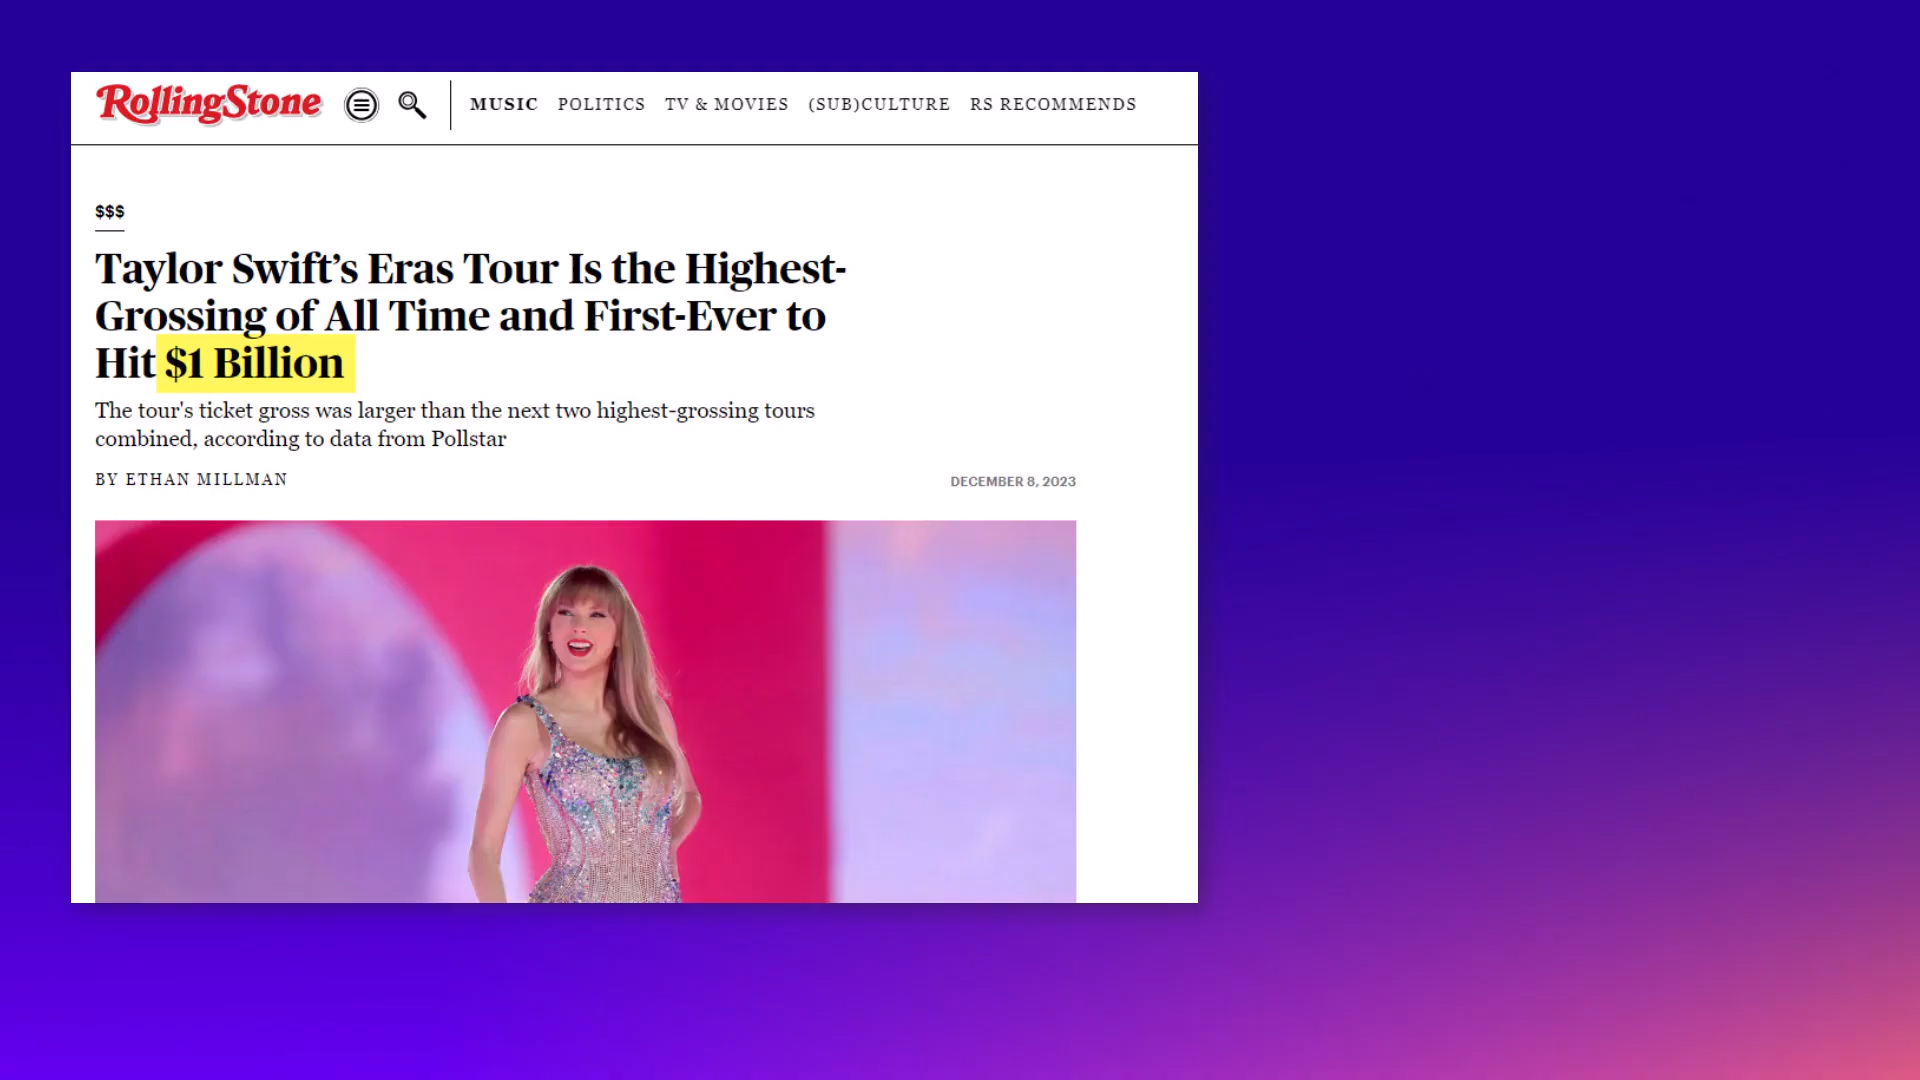 RollingStone
MUSIC POLITICS TV & MOVIES (SUB)CULTURE RS RECOMMENDS
$$$
Taylor Swift’s Eras Tour Is the Highest-
Grossing of All Time and First-Ever to
Hit $1 Billion
The tour's ticket gross was larger than the next two highest-grossing tours
combined, according to data from Pollstar
BY ETHAN MILLMAN
DECEMBER 8, 2023